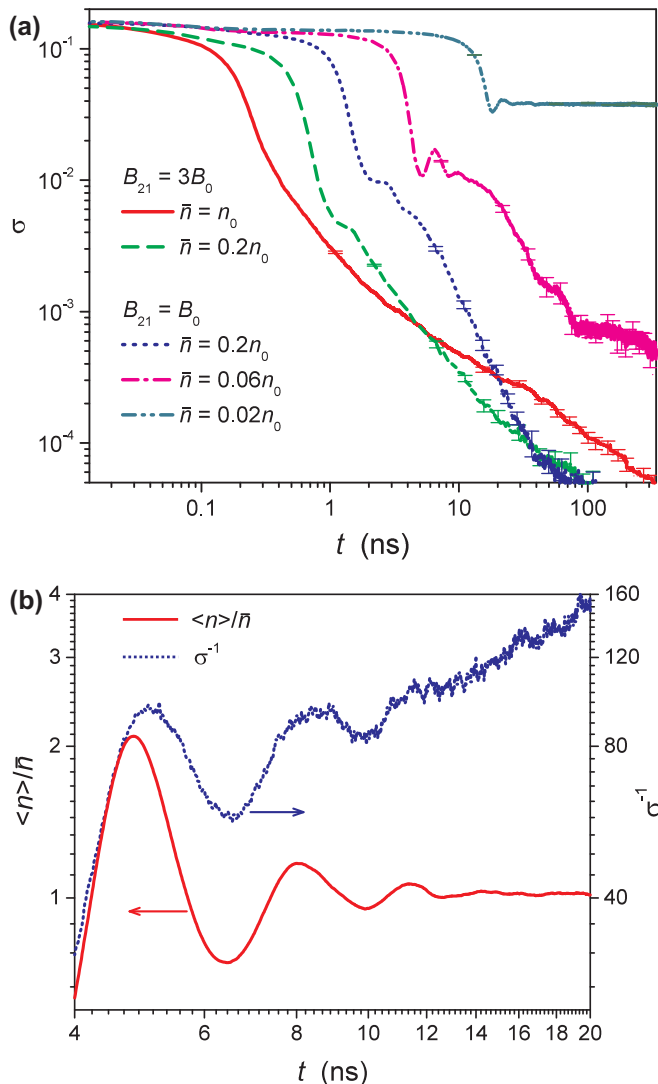 (a)
10⁻¹
10⁻²
10⁻³
10⁻⁴
σ
B₂₁ = 3B₀
n̄ = n₀
n̄ = 0.2n₀
B₂₁ = B₀
n̄ = 0.2n₀
n̄ = 0.06n₀
n̄ = 0.02n₀
0.1 1 10 100
t (ns)
(b)
4
3
2
1
<n>/n̄
<n>/n̄
σ⁻¹
160
120
80
40
σ⁻¹
4 6 8 10 12 14 16 18 20
t (ns)